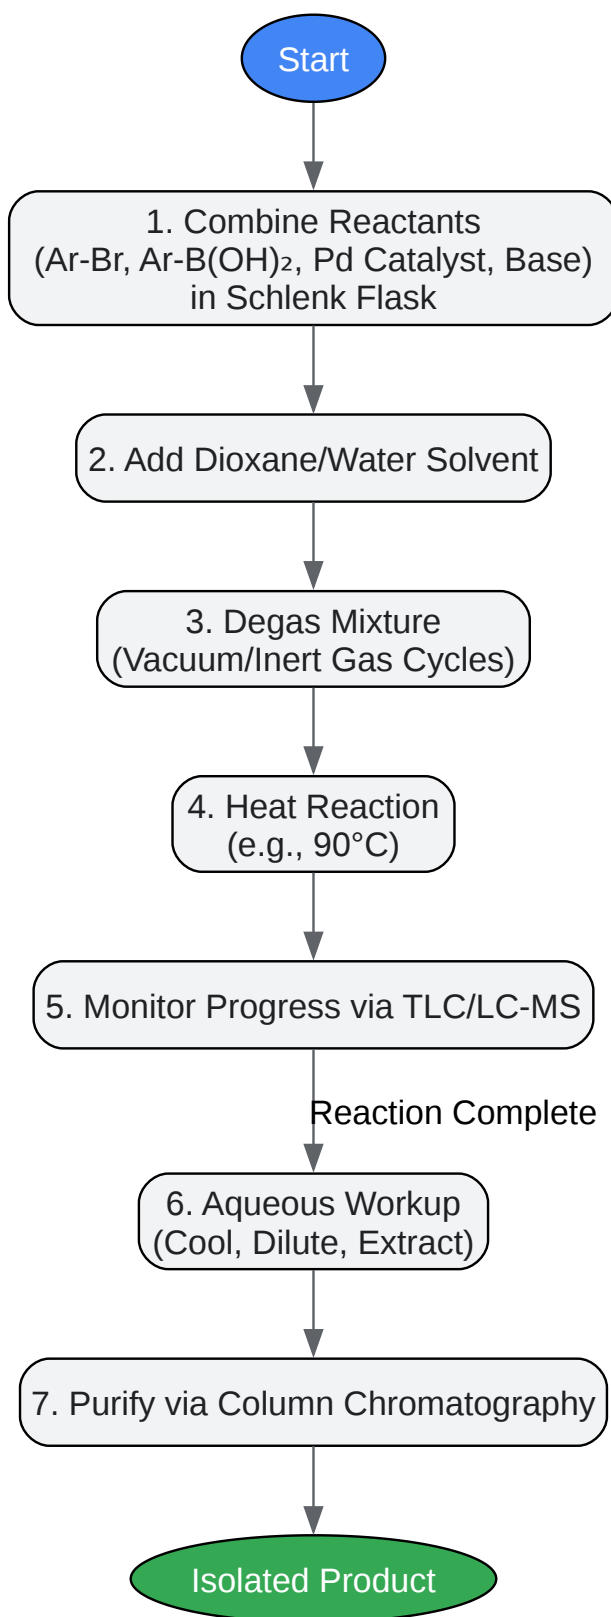 Start
1. Combine Reactants
(Ar-Br, Ar-B(OH)₂, Pd Catalyst, Base)
in Schlenk Flask
2. Add Dioxane/Water Solvent
3. Degas Mixture
(Vacuum/Inert Gas Cycles)
4. Heat Reaction
(e.g., 90°C)
5. Monitor Progress via TLC/LC-MS
Reaction Complete
6. Aqueous Workup
(Cool, Dilute, Extract)
7. Purify via Column Chromatography
Isolated Product